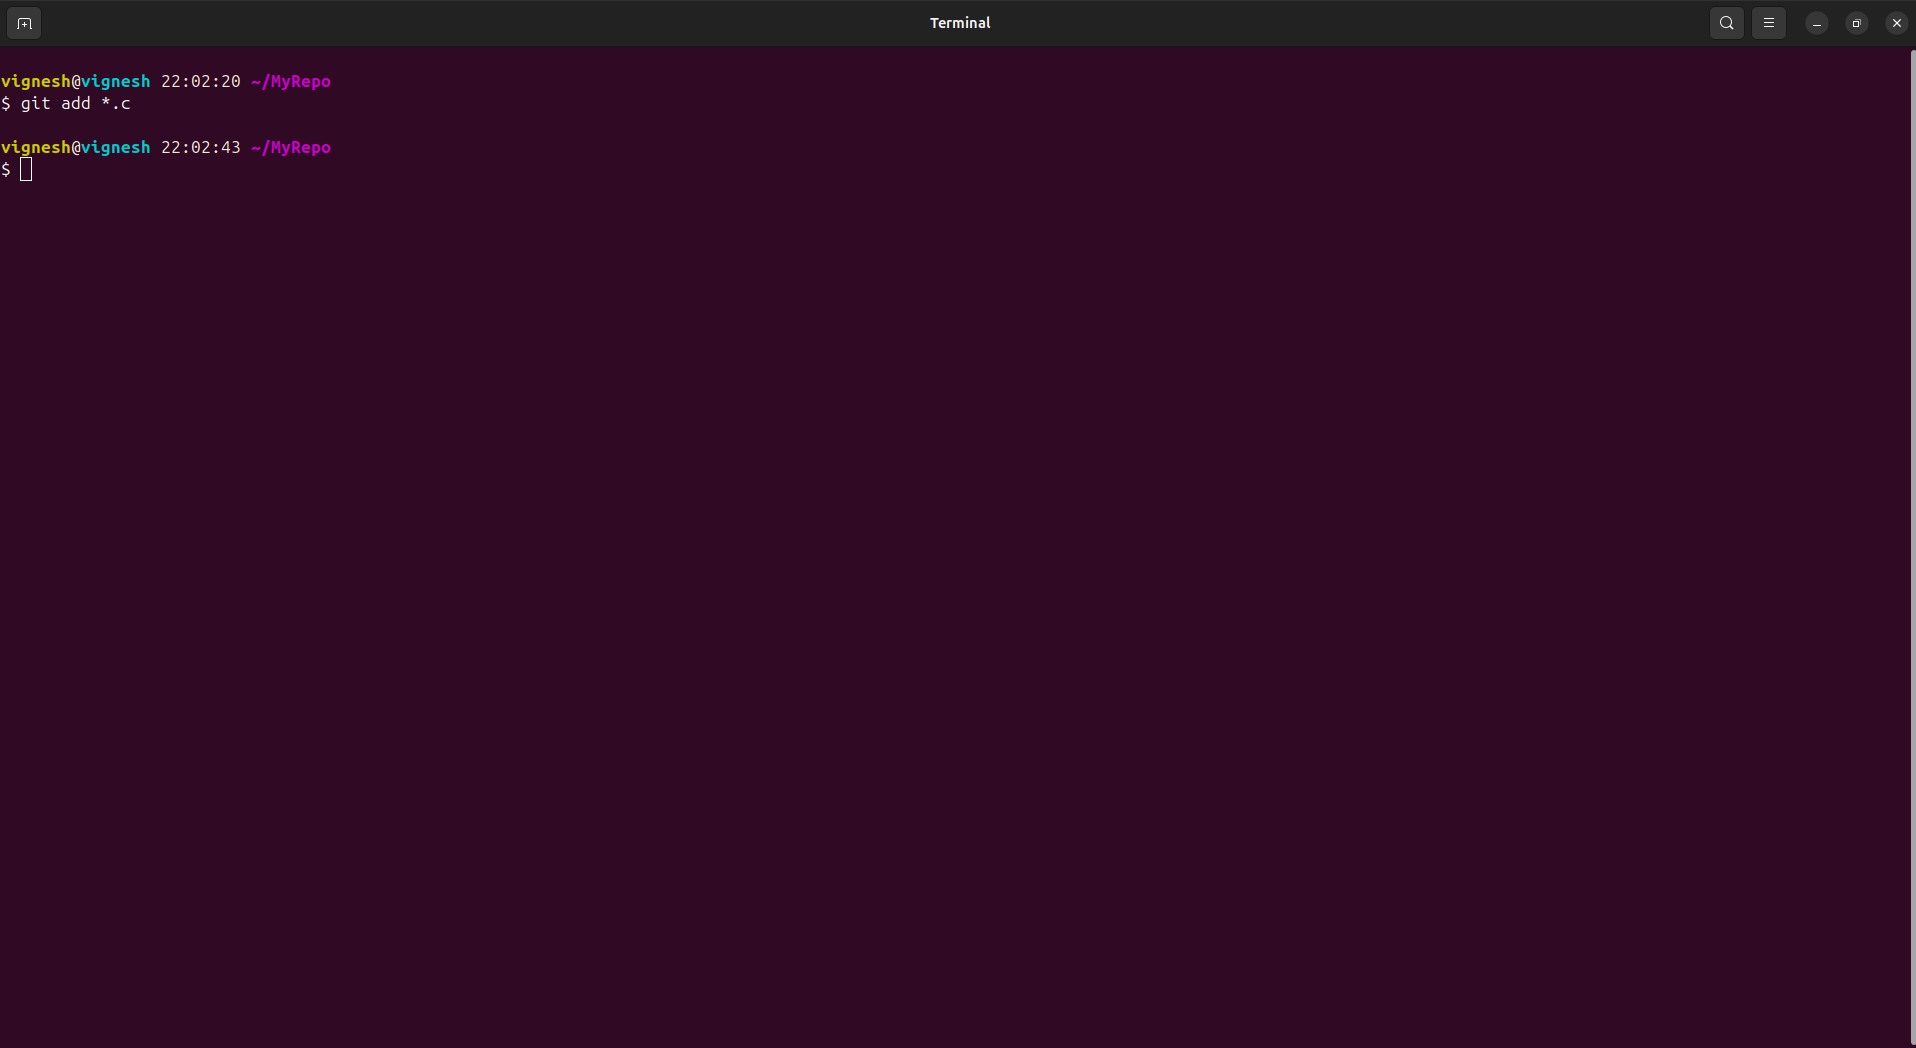 Terminal
vignesh@vignesh 22:02:20 ~/MyRepo
$ git add *.c
vignesh@vignesh 22:02:43 ~/MyRepo
$